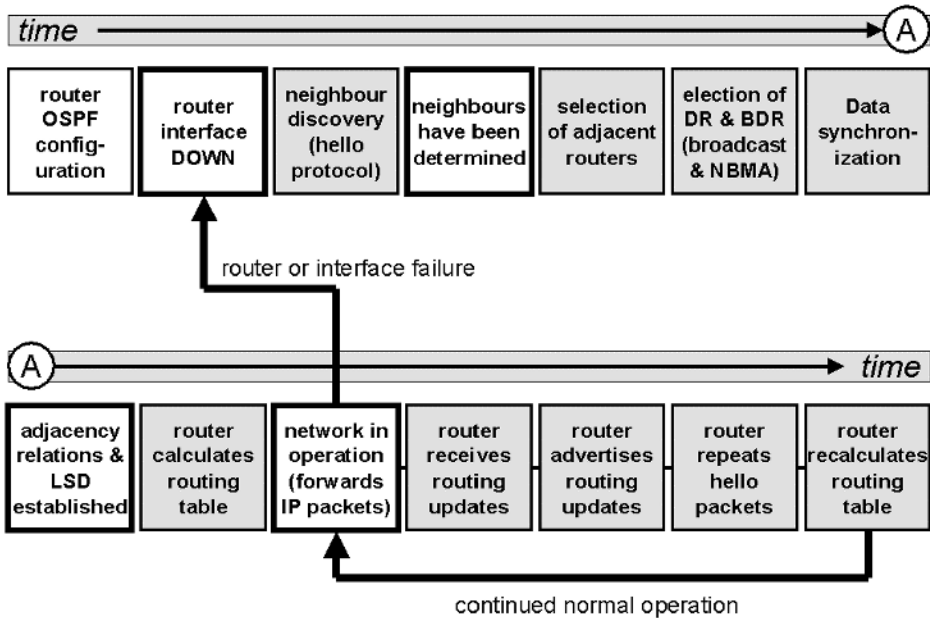 time
A
router
OSPF
config-
uration
router
interface
DOWN
neighbour
discovery
(hello
protocol)
neighbours
have been
determined
selection
of adjacent
routers
election of
DR & BDR
(broadcast
& NBMA)
Data
synchron-
ization
router or interface failure
A
time
adjacency
relations &
LSD
established
router
calculates
routing
table
network in
operation
(forwards
IP packets)
router
receives
routing
updates
router
advertises
routing
updates
router
repeats
hello
packets
router
recalculates
routing
table
continued normal operation